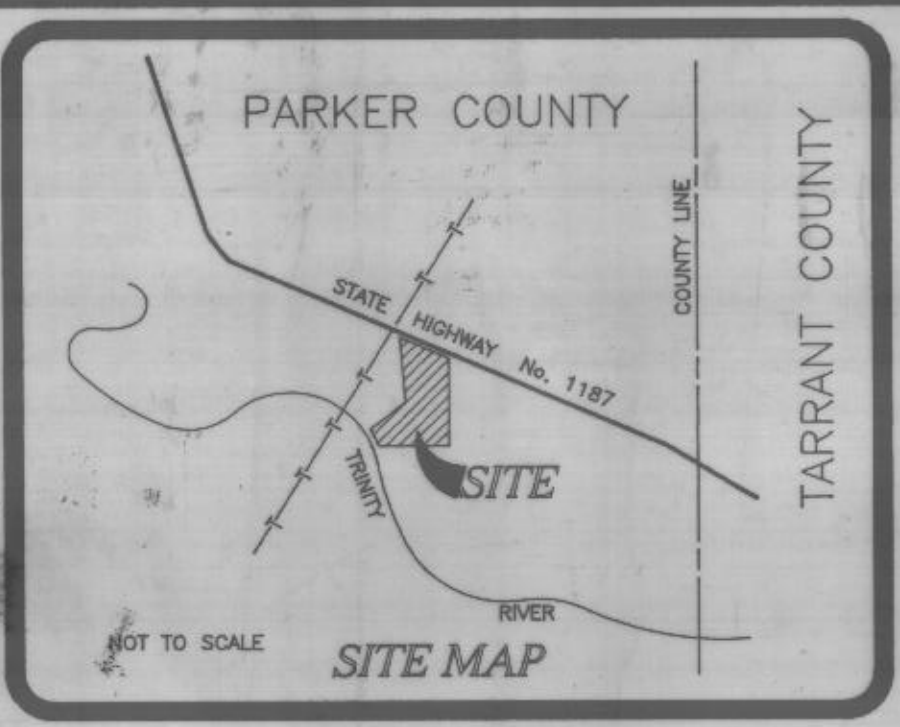 PARKER COUNTY
TARRANT COUNTY
COUNTY LINE
STATE HIGHWAY No. 1187
SITE
TRINITY RIVER
NOT TO SCALE
SITE MAP